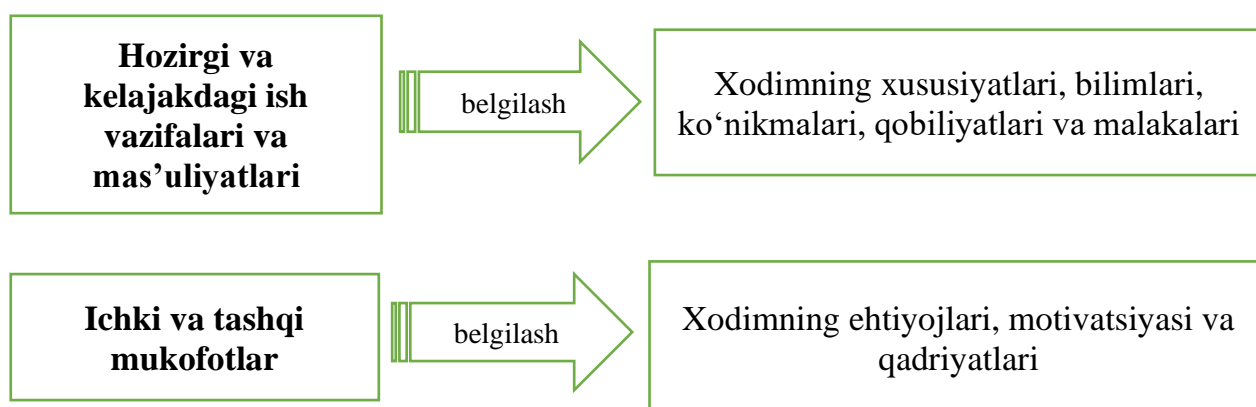 Hozirgi va
kelajakdagi ish
vazifalari va
mas’uliyatlari
belgilash
Xodimning xususiyatlari, bilimlari,
ko‘nikmalari, qobiliyatlari va malakalari
Ichki va tashqi
mukofotlar
belgilash
Xodimning ehtiyojlari, motivatsiyasi va
qadriyatlari